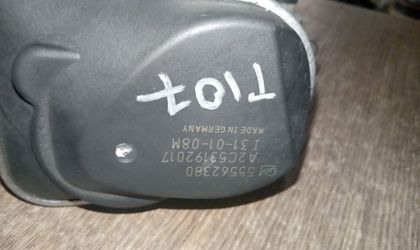 GM 55562380
A2C53192017
I 31-01-08M
MADE IN GERMANY
T107